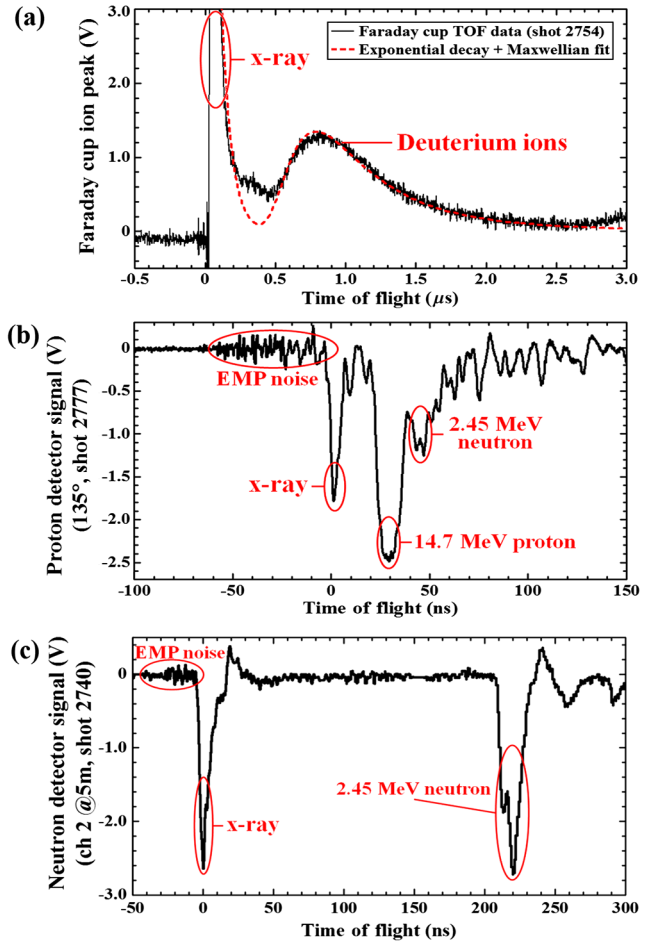 (a)
Faraday cup ion peak (V)
3.0
2.0
1.0
0
Faraday cup TOF data (shot 2754)
Exponential decay + Maxwellian fit
x-ray
Deuterium ions
-0.5 0 0.5 1.0 1.5 2.0 2.5 3.0
Time of flight (μs)
(b)
Proton detector signal (V)
(135°, shot 2777)
0
-0.5
-1.0
-1.5
-2.0
-2.5
EMP noise
2.45 MeV
neutron
x-ray
14.7 MeV proton
-100 -50 0 50 100 150
Time of flight (ns)
(c)
Neutron detector signal (V)
(ch 2 @5m, shot 2740)
0
-1.0
-2.0
-3.0
EMP noise
2.45 MeV neutron
x-ray
-50 0 50 100 150 200 250 300
Time of flight (ns)